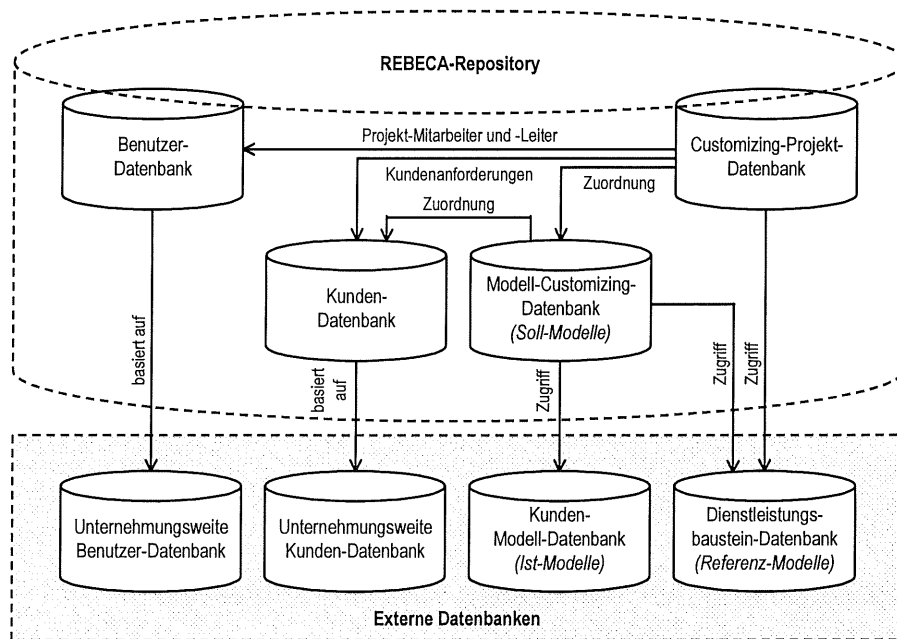 REBECA-Repository
Benutzer-
Datenbank
Projekt-Mitarbeiter und -Leiter
Customizing-Projekt-
Datenbank
Kundenanforderungen
Zuordnung
Zuordnung
Kunden-
Datenbank
Modell-Customizing-
Datenbank
(Soll-Modelle)
basiert auf
basiert
auf
Zugriff
Zugriff
Zugriff
Unternehmungsweite
Benutzer-Datenbank
Unternehmungsweite
Kunden-Datenbank
Kunden-
Modell-Datenbank
(Ist-Modelle)
Dienstleistungs-
baustein-Datenbank
(Referenz-Modelle)
Externe Datenbanken